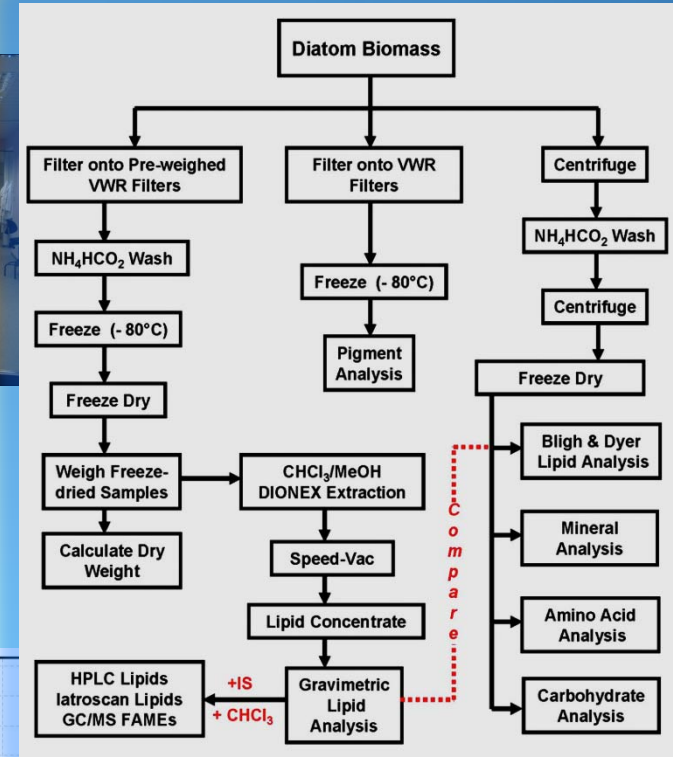 Diatom Biomass
Filter onto Pre-weighed
VWR Filters
NH₄HCO₂ Wash
Freeze (- 80°C)
Freeze Dry
Weigh Freeze-
dried Samples
Calculate Dry
Weight
Filter onto VWR
Filters
Freeze (- 80°C)
Pigment
Analysis
CHCl₃/MeOH
DIONEX Extraction
Speed-Vac
Lipid Concentrate
Gravimetric
Lipid
Analysis
+IS
+ CHCl₃
HPLC Lipids
Iatroscan Lipids
GC/MS FAMEs
Compare
Centrifuge
NH₄HCO₂ Wash
Centrifuge
Freeze Dry
Bligh & Dyer
Lipid Analysis
Mineral
Analysis
Amino Acid
Analysis
Carbohydrate
Analysis